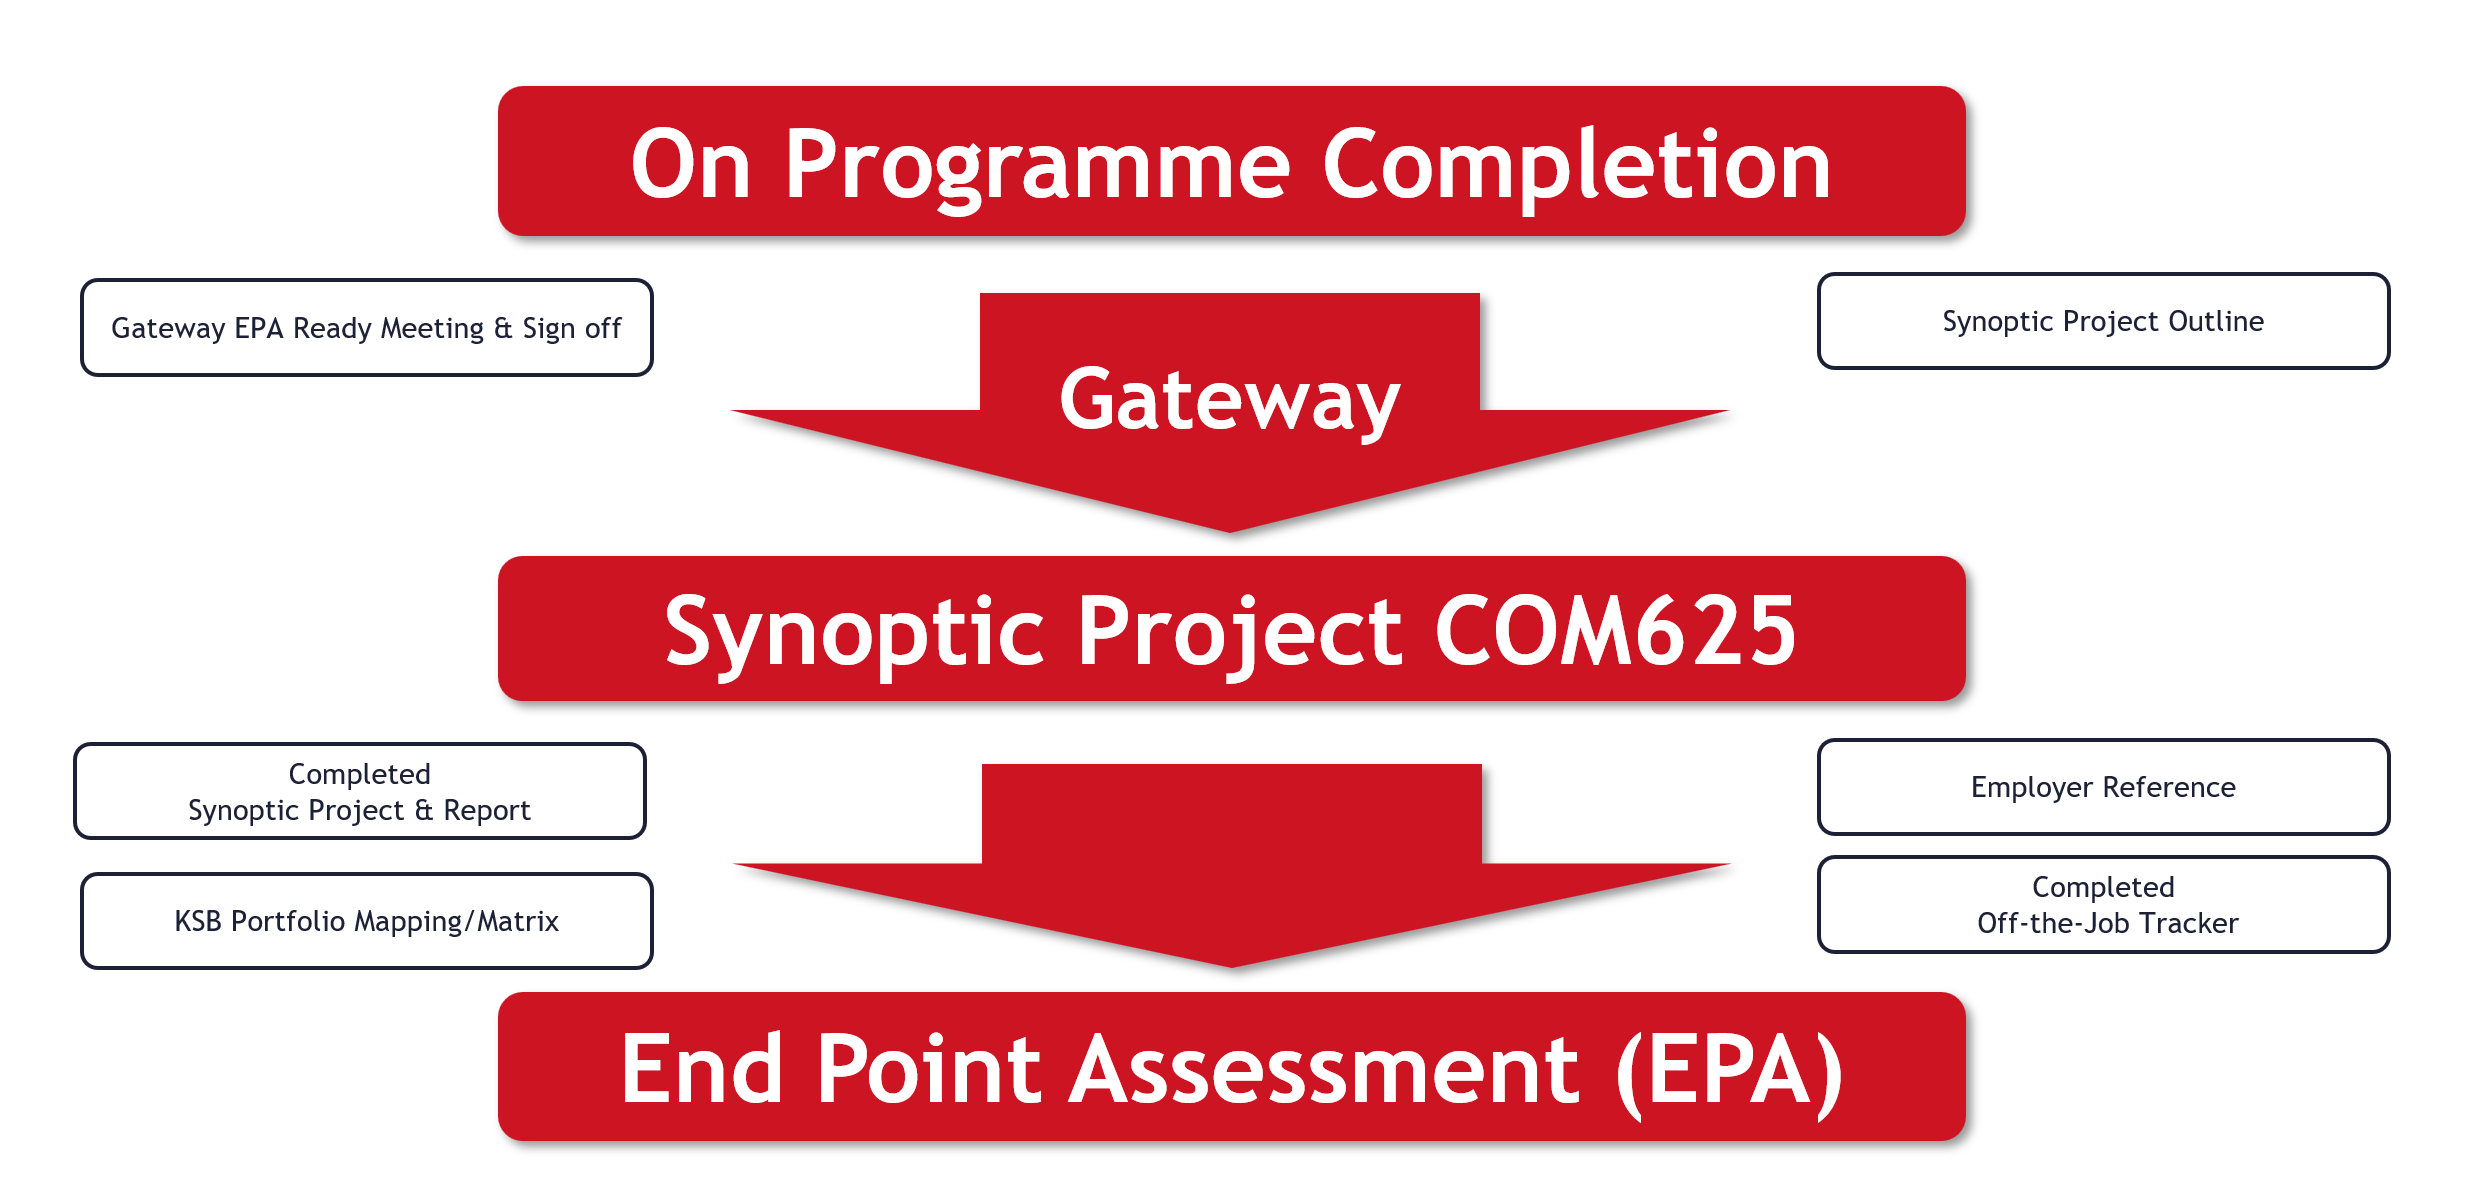 On Programme Completion
Gateway EPA Ready Meeting & Sign off
Synoptic Project Outline
Gateway
Synoptic Project COM625
Completed
Synoptic Project & Report
Employer Reference
KSB Portfolio Mapping/Matrix
Completed
Off-the-Job Tracker
End Point Assessment (EPA)